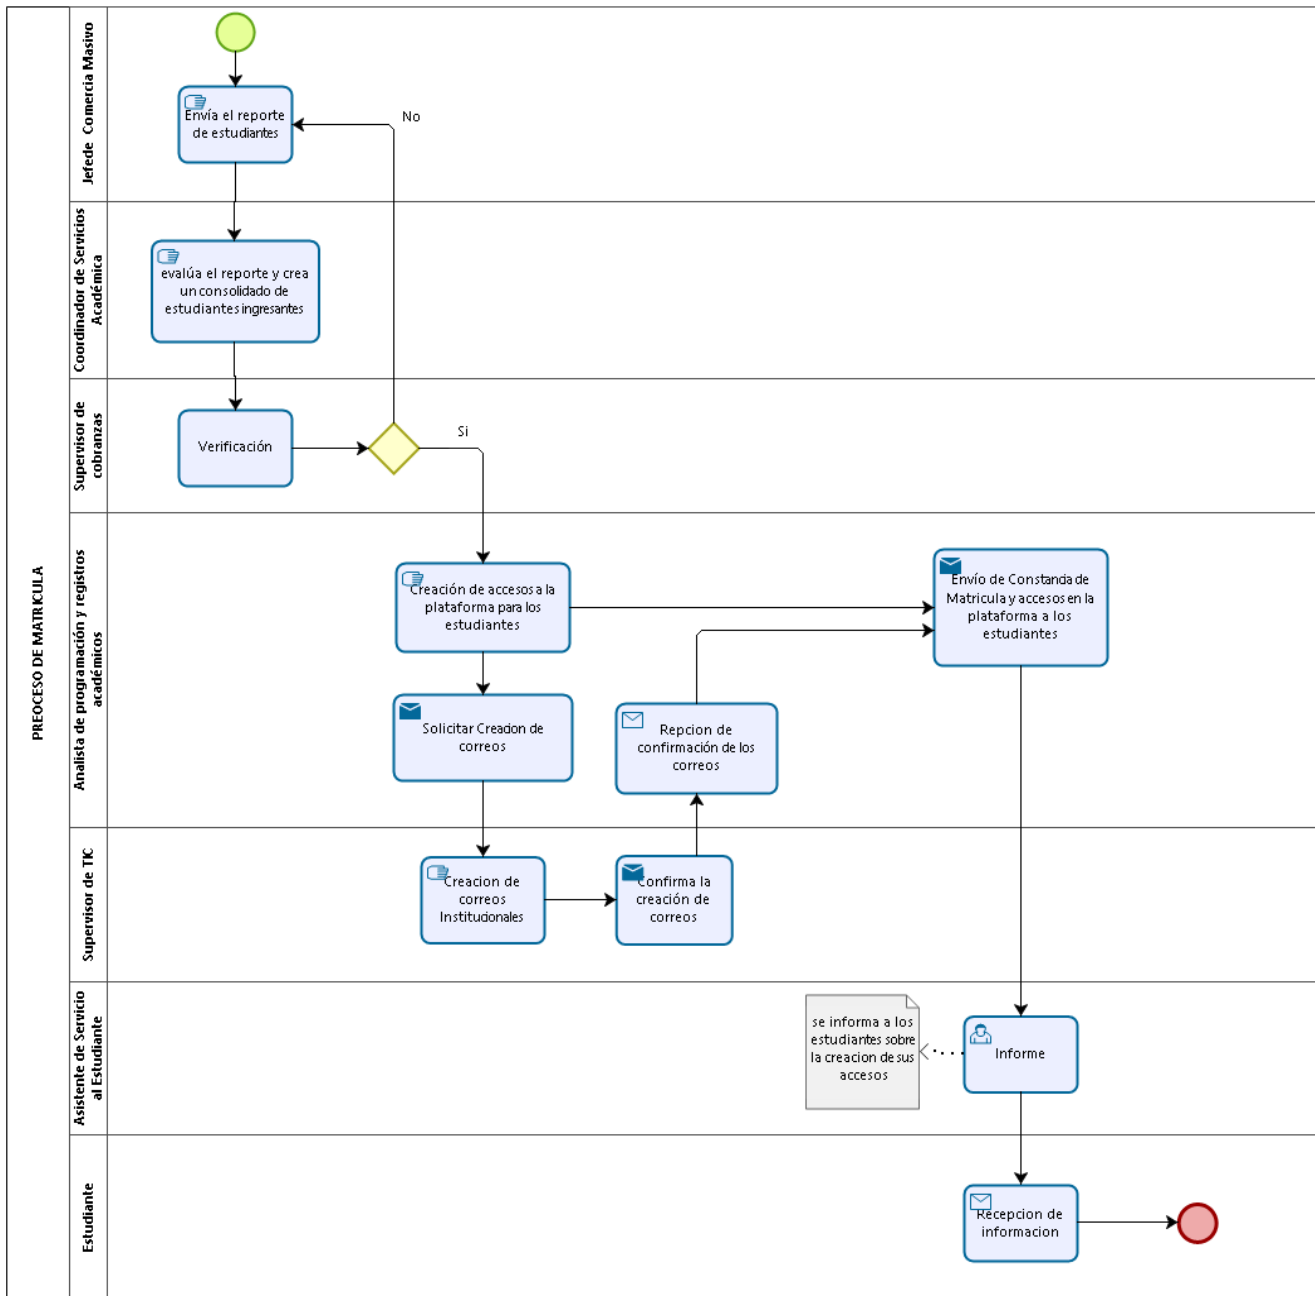 PREOCESO DE MATRICULA
Jefede Comercia Masivo
Envía el reporte
de estudiantes
No
Coordinador de Servicios
Académica
evalúa el reporte y crea
un consolidado de
estudiantes ingresantes
Supervisor de
cobranzas
Verificación
Si
Analista de programación y registros
académicos
Creación de accesos a la
plataforma para los
estudiantes
Envío de Constancia de
Matricula y accesos en la
plataforma a los
estudiantes
Solicitar Creacion de
correos
Repcion de
confirmación de los
correos
Supervisor de TIC
Creacion de
correos
Institucionales
Confirma la
creación de
correos
Asistente de Servicio
al Estudiante
se informa a los
estudiantes sobre
la creacion de sus
accesos
Informe
Estudiante
Recepcion de
informacion